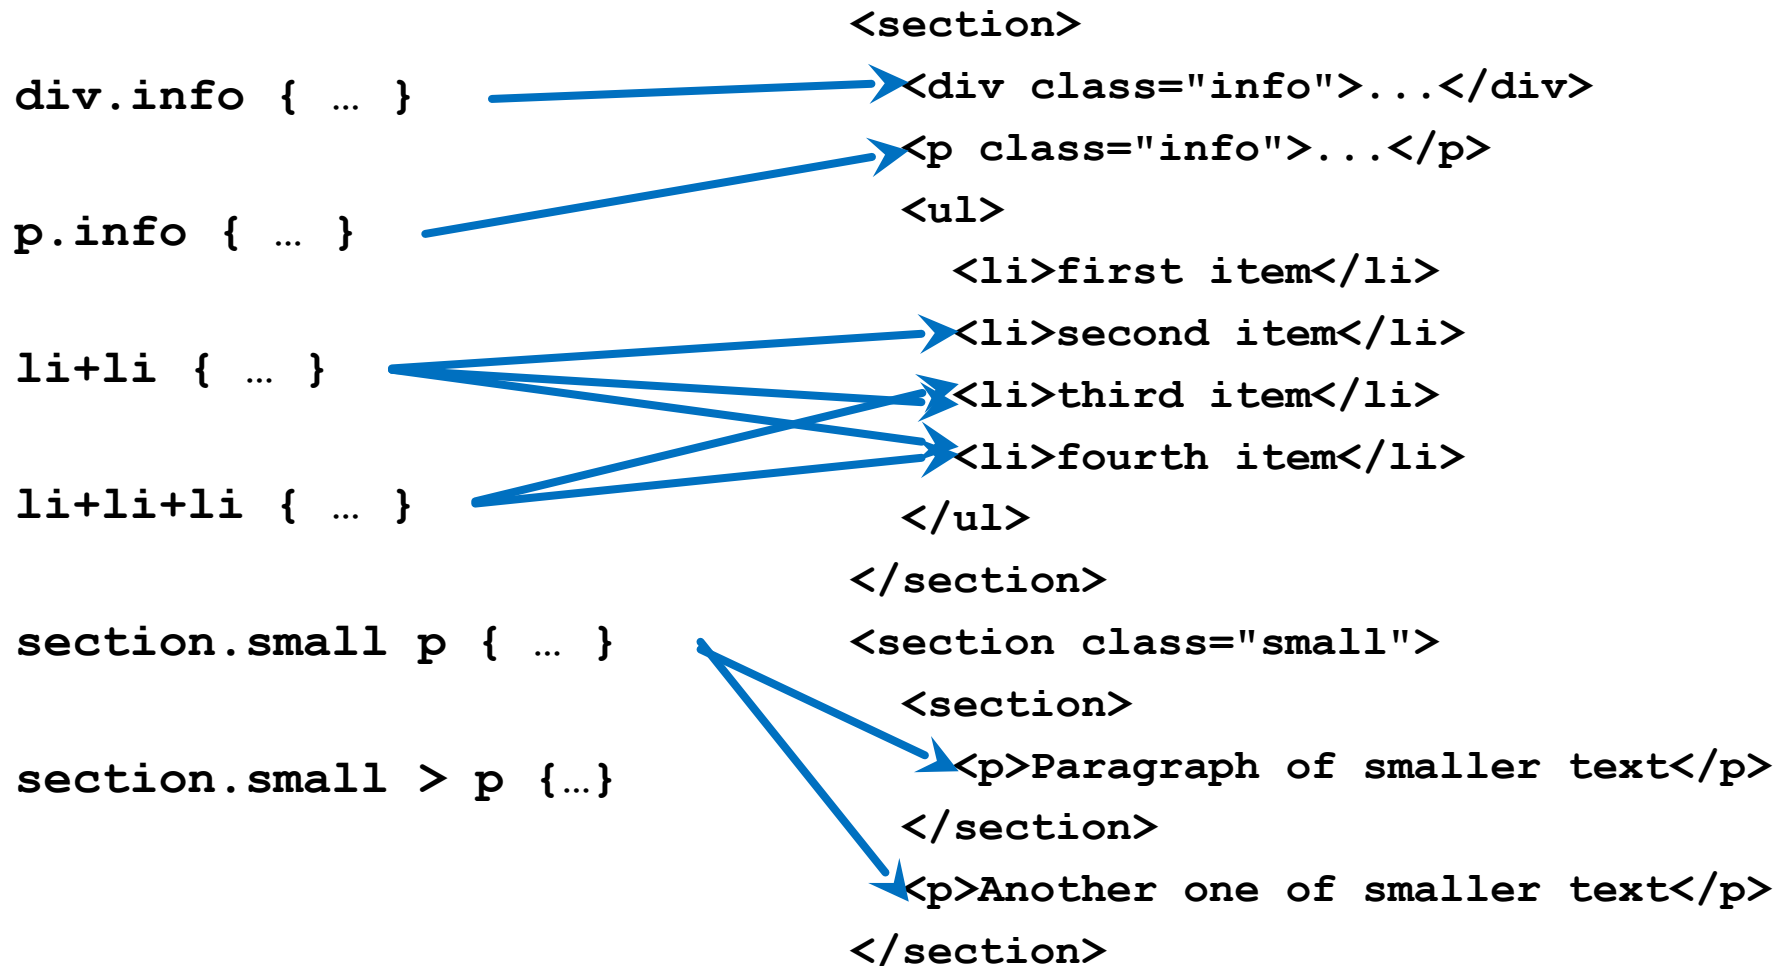 div.info { … }
p.info { … }
li+li { … }
li+li+li { … }
section.small p { … }
section.small > p {…}
<section>
  <div class="info">...</div>
  <p class="info">...</p>
  <ul>
    <li>first item</li>
    <li>second item</li>
    <li>third item</li>
    <li>fourth item</li>
  </ul>
</section>
<section class="small">
  <section>
    <p>Paragraph of smaller text</p>
  </section>
  <p>Another one of smaller text</p>
</section>